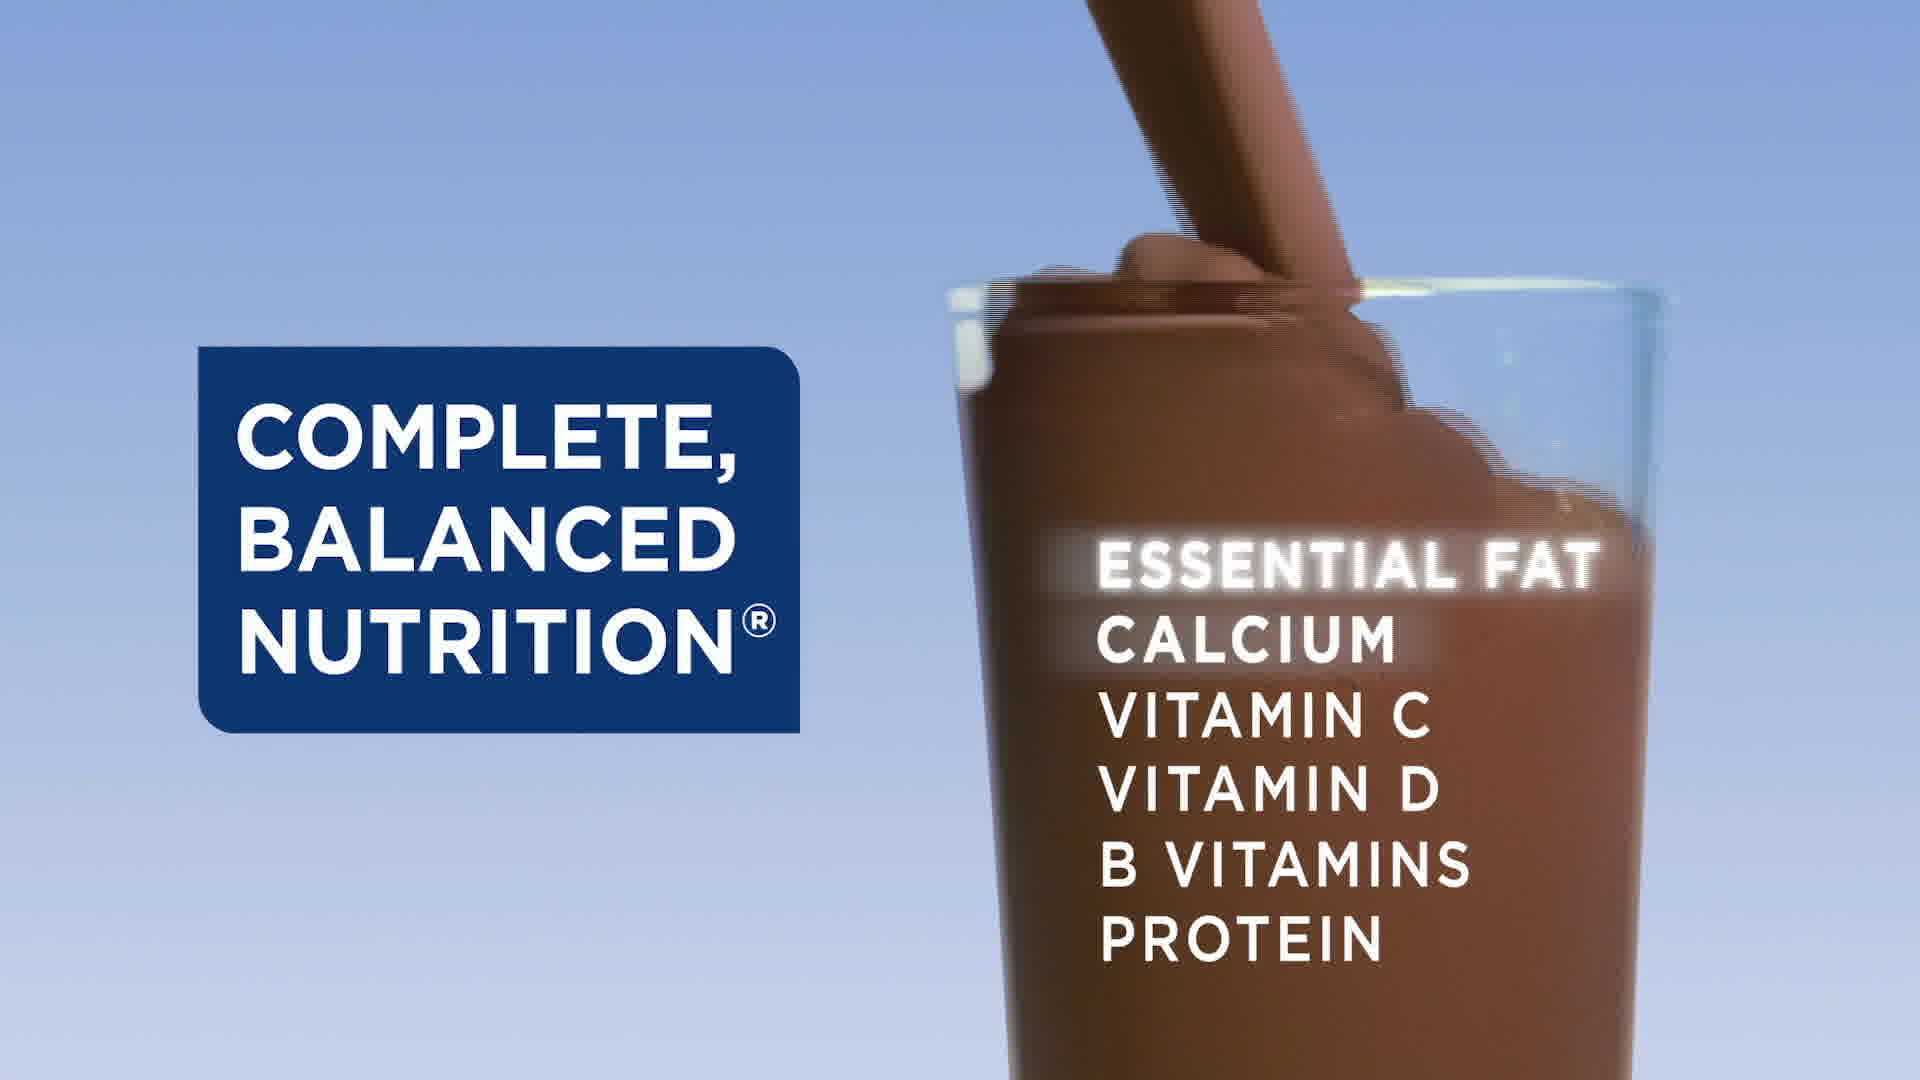 COMPLETE,
BALANCED
NUTRITION®
ESSENTIAL FAT
CALCIUM
VITAMIN C
VITAMIN D
B VITAMINS
PROTEIN